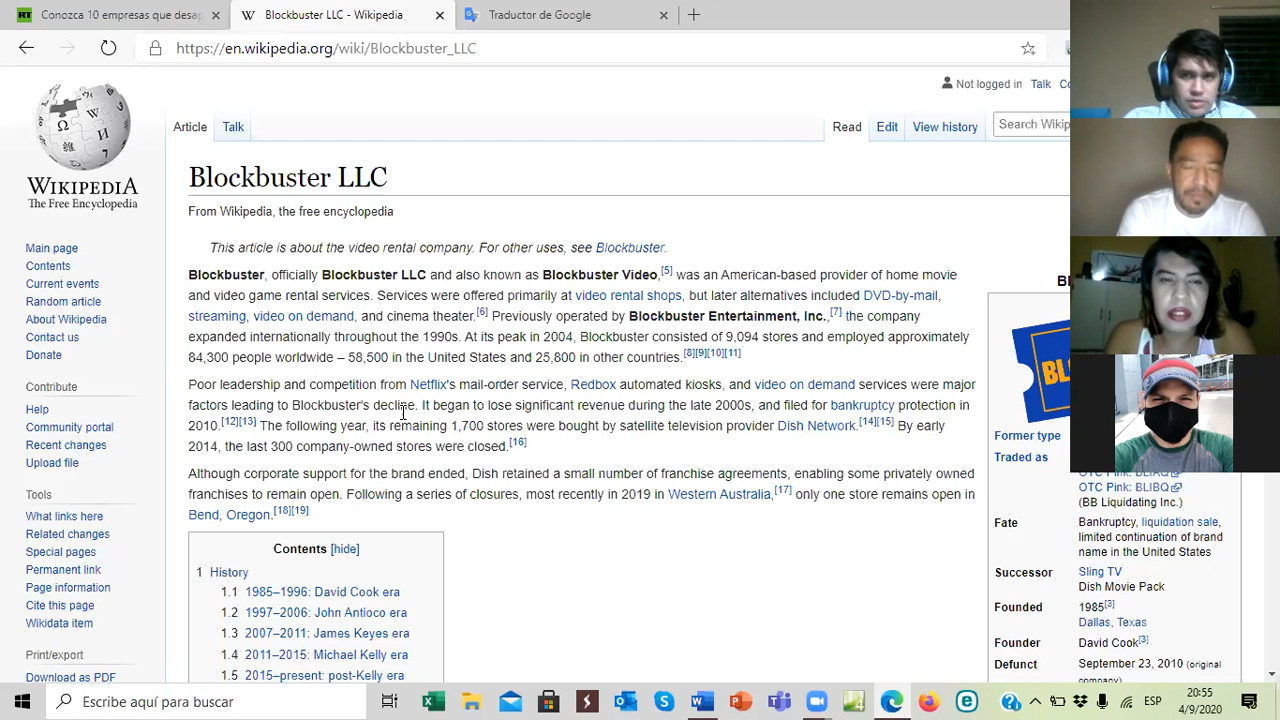 Conozca 10 empresas que desa
Blockbuster LLC - Wikipedia
Traductor de Google
https://en.wikipedia.org/wiki/Blockbuster_LLC
Not logged in Talk Co
WIKIPEDIA
The Free Encyclopedia
Article Talk
Read Edit View history
Search Wikip
Blockbuster LLC
From Wikipedia, the free encyclopedia
This article is about the video rental company. For other uses, see Blockbuster.
Blockbuster, officially Blockbuster LLC and also known as Blockbuster Video,[5] was an American-based provider of home movie
and video game rental services. Services were offered primarily at video rental shops, but later alternatives included DVD-by-mail,
streaming, video on demand, and cinema theater.[6] Previously operated by Blockbuster Entertainment, Inc.,[7] the company
expanded internationally throughout the 1990s. At its peak in 2004, Blockbuster consisted of 9,094 stores and employed approximately
84,300 people worldwide – 58,500 in the United States and 25,800 in other countries.[8][9][10][11]
Poor leadership and competition from Netflix's mail-order service, Redbox automated kiosks, and video on demand services were major
factors leading to Blockbuster's decline. It began to lose significant revenue during the late 2000s, and filed for bankruptcy protection in
2010.[12][13] The following year, its remaining 1,700 stores were bought by satellite television provider Dish Network.[14][15] By early
2014, the last 300 company-owned stores were closed.[16]
Although corporate support for the brand ended, Dish retained a small number of franchise agreements, enabling some privately owned
franchises to remain open. Following a series of closures, most recently in 2019 in Western Australia,[17] only one store remains open in
Bend, Oregon.[18][19]
Contents [hide]
1 History
1.1 1985–1996: David Cook era
1.2 1997–2006: John Antioco era
1.3 2007–2011: James Keyes era
1.4 2011–2015: Michael Kelly era
1.5 2015–present: post-Kelly era
Main page
Contents
Current events
Random article
About Wikipedia
Contact us
Donate
Contribute
Help
Community portal
Recent changes
Upload file
Tools
What links here
Related changes
Special pages
Permanent link
Page information
Cite this page
Wikidata item
Print/export
Download as PDF
Bl
BLO
Former type
Traded as
OTC Pink: BLIAQ
OTC Pink: BLIBQ
(BB Liquidating Inc.)
Fate
Bankruptcy, liquidation sale,
limited continuation of brand
name in the United States
Successor
Sling TV
Dish Movie Pack
Founded
1985[3]
Dallas, Texas
Founder
David Cook[3]
Defunct
September 23, 2010 (original
company)
Escribe aquí para buscar
ESP
20:55
4/9/2020